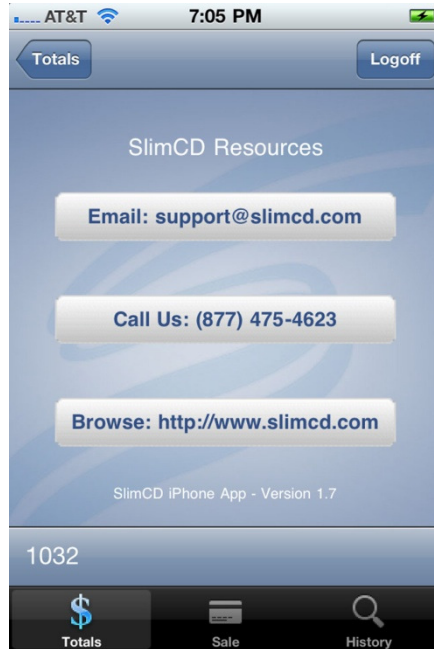 AT&T 7:05 PM
Totals Logoff
SlimCD Resources
Email: support@slimcd.com
Call Us: (877) 475-4623
Browse: http://www.slimcd.com
SlimCD iPhone App - Version 1.7
1032
Totals Sale History